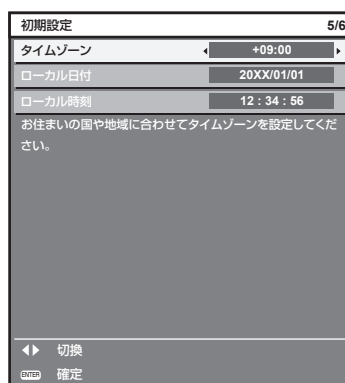 初期設定 5/6
タイムゾーン +09:00
ローカル日付 20XX/01/01
ローカル時刻 12 : 34 : 56
お住まいの国や地域に合わせてタイムゾーンを設定してくだ
さい。
切換
ENTER 確定